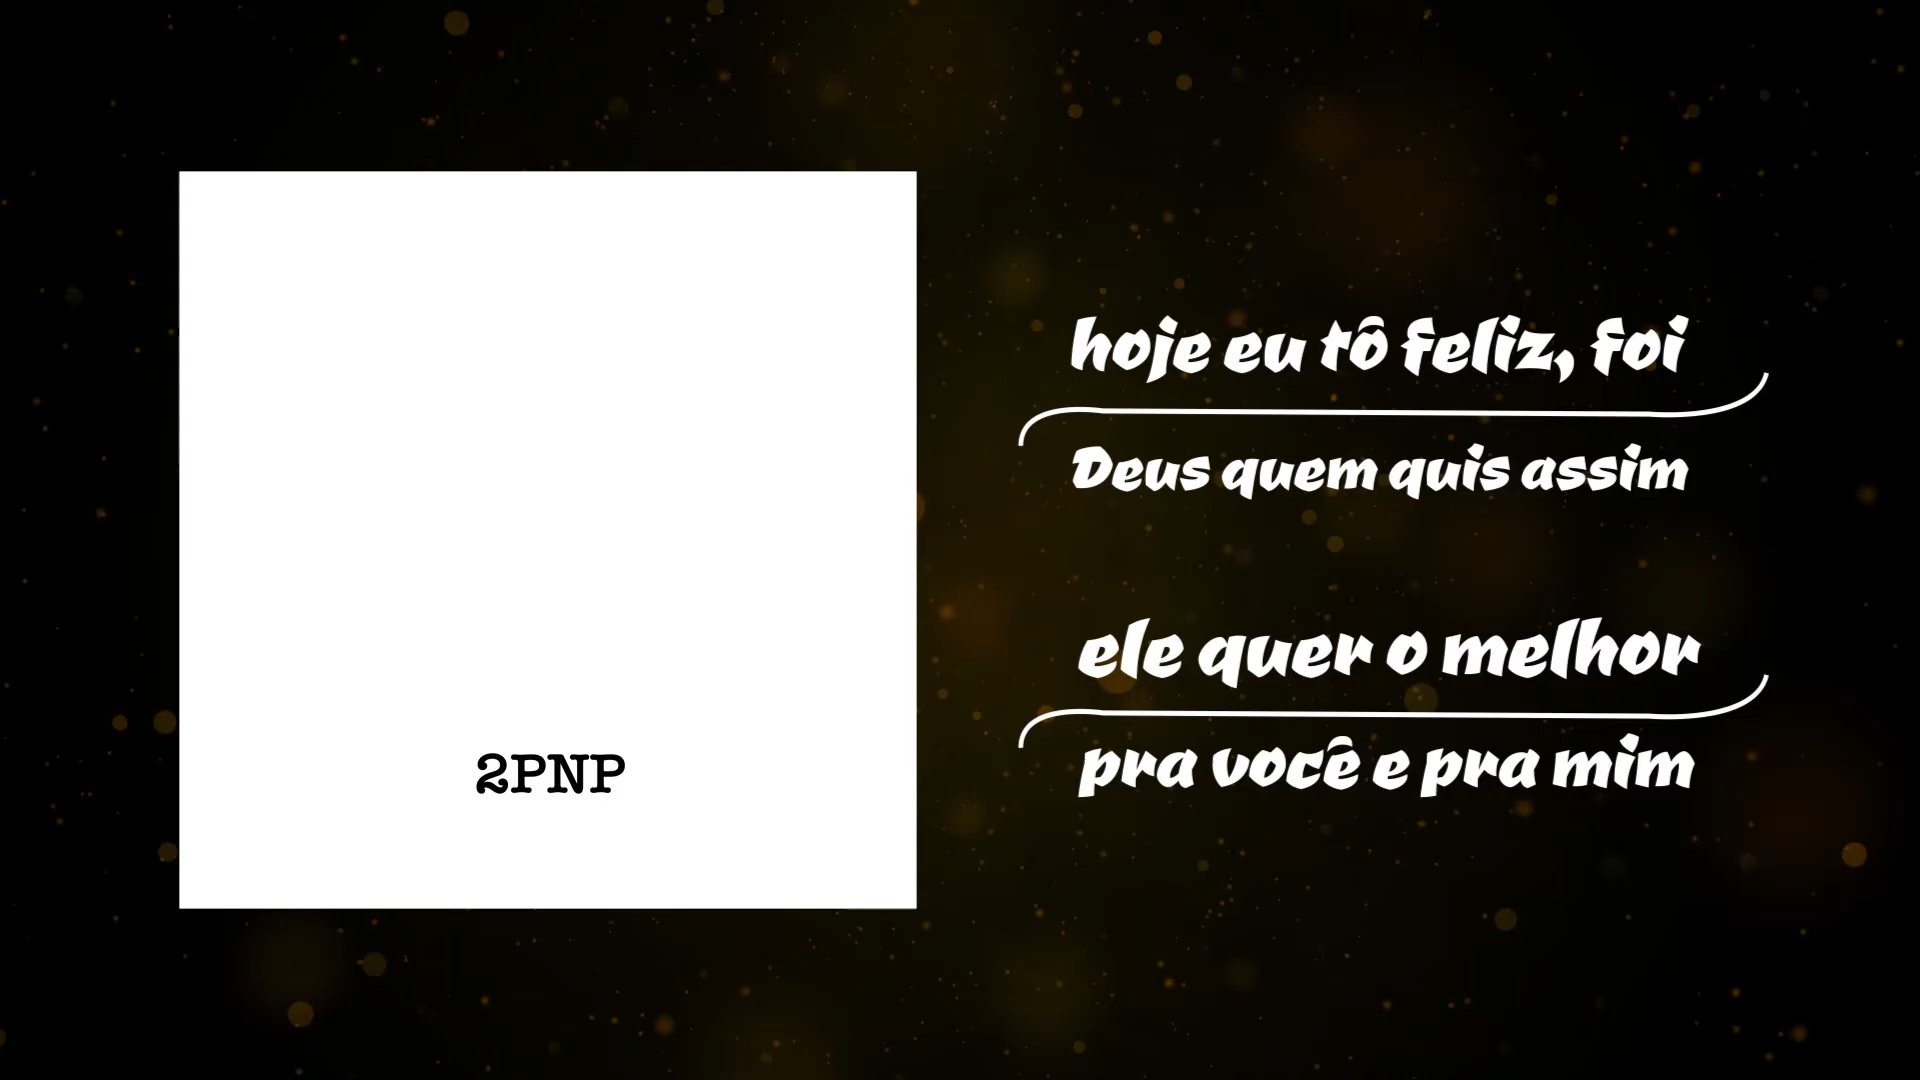 2PNP
hoje eu tô feliz, foi
Deus quem quis assim
ele quer o melhor
pra você e pra mim